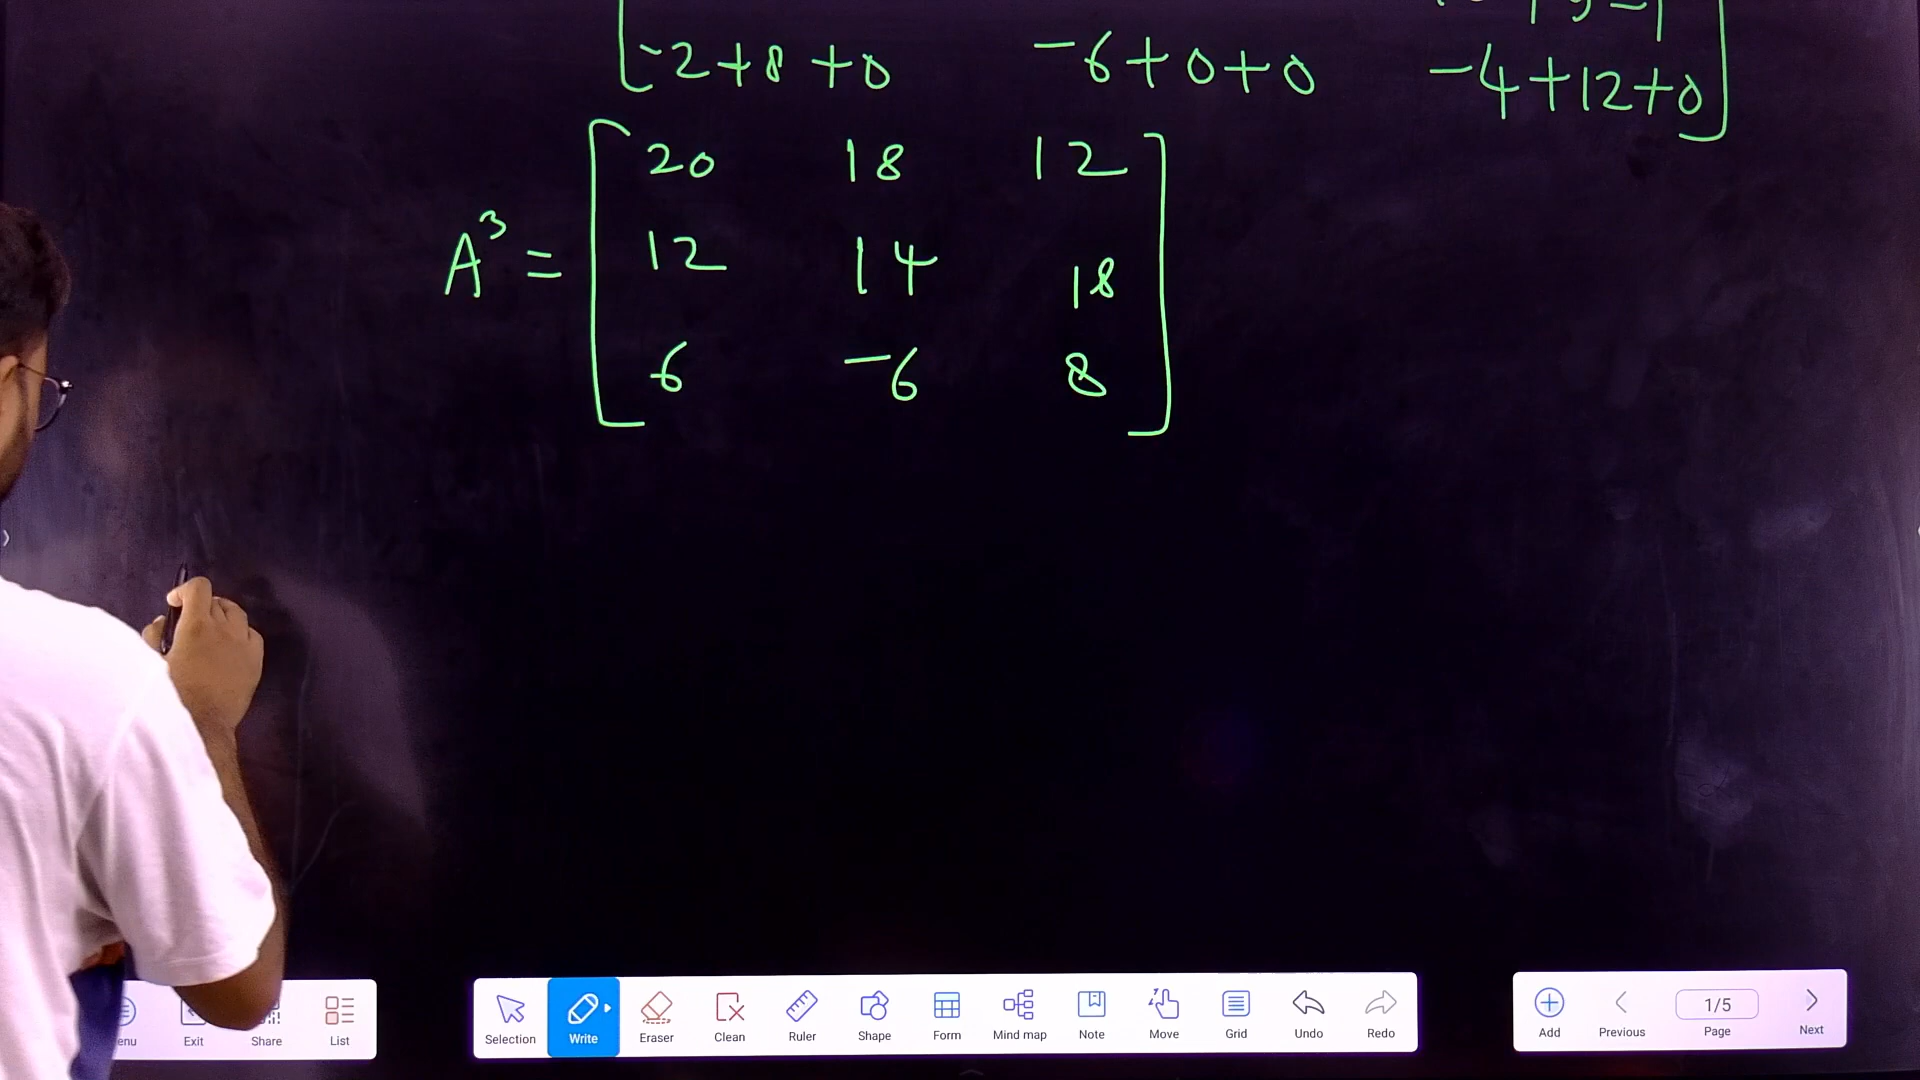 -2+8+0 -6+0+0 -4+12+0
20 18 12
A³ = 12 14 18
6 -6 8
Exit Share List Selection Write Eraser Clean Ruler Shape Form Mind map Note Move Grid Undo Redo Add Previous 1/5 Page Next